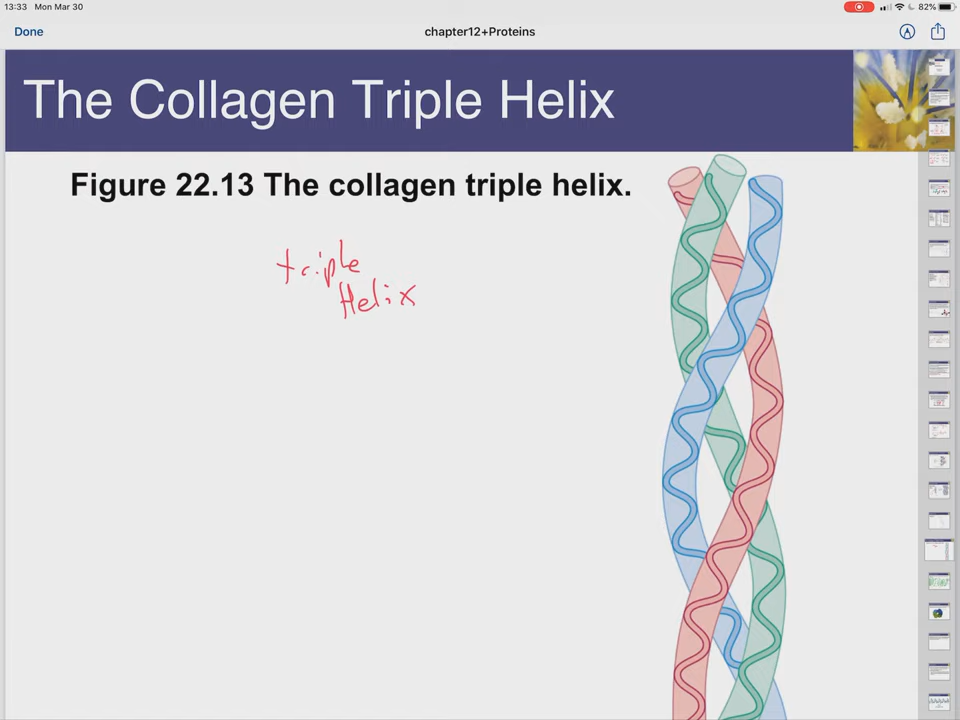 13:33 Mon Mar 30
82%
Done
chapter12+Proteins
The Collagen Triple Helix
Figure 22.13 The collagen triple helix.
triple
Helix